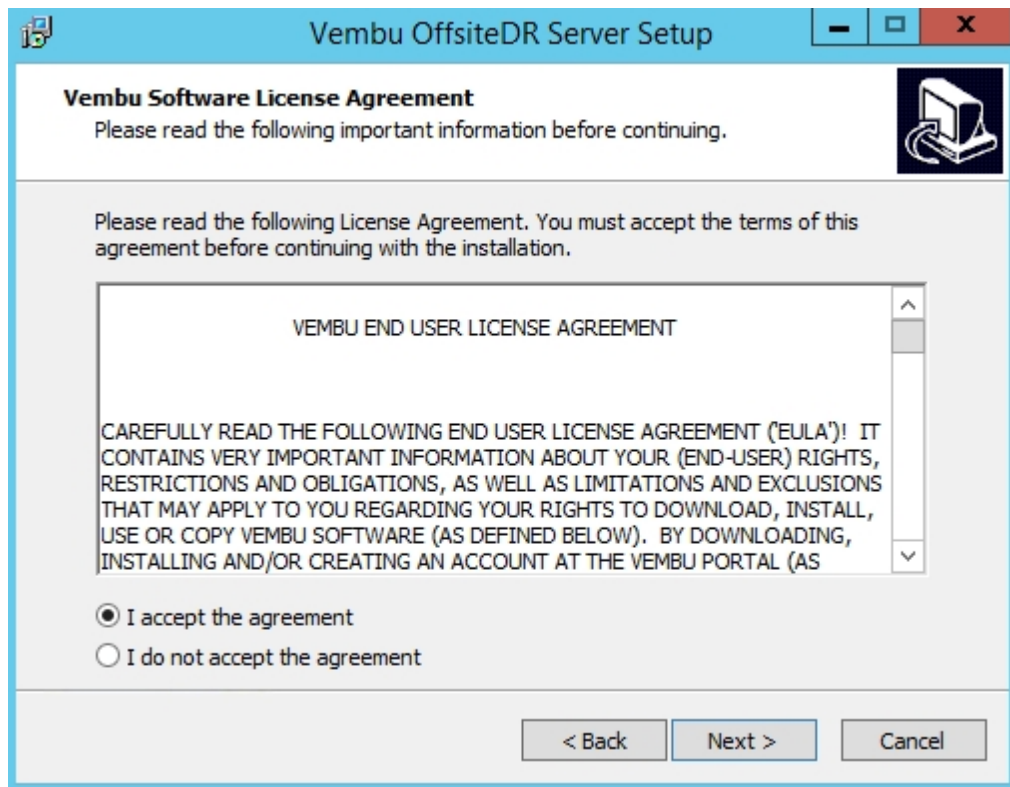 Vembu OffsiteDR Server Setup
Vembu Software License Agreement
Please read the following important information before continuing.
Please read the following License Agreement. You must accept the terms of this
agreement before continuing with the installation.
VEMBU END USER LICENSE AGREEMENT
CAREFULLY READ THE FOLLOWING END USER LICENSE AGREEMENT ('EULA')!  IT
CONTAINS VERY IMPORTANT INFORMATION ABOUT YOUR (END-USER) RIGHTS,
RESTRICTIONS AND OBLIGATIONS, AS WELL AS LIMITATIONS AND EXCLUSIONS
THAT MAY APPLY TO YOU REGARDING YOUR RIGHTS TO DOWNLOAD, INSTALL,
USE OR COPY VEMBU SOFTWARE (AS DEFINED BELOW).  BY DOWNLOADING,
INSTALLING AND/OR CREATING AN ACCOUNT AT THE VEMBU PORTAL (AS
I accept the agreement
I do not accept the agreement
< Back
Next >
Cancel